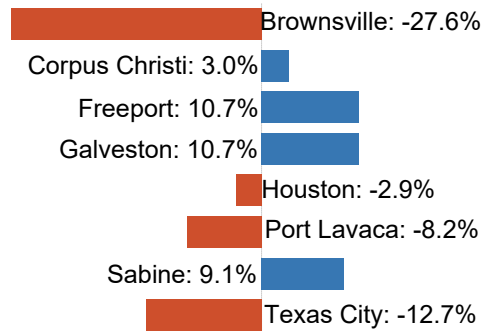 Brownsville: -27.6%
Corpus Christi: 3.0%
Freeport: 10.7%
Galveston: 10.7%
Houston: -2.9%
Port Lavaca: -8.2%
Sabine: 9.1%
Texas City: -12.7%